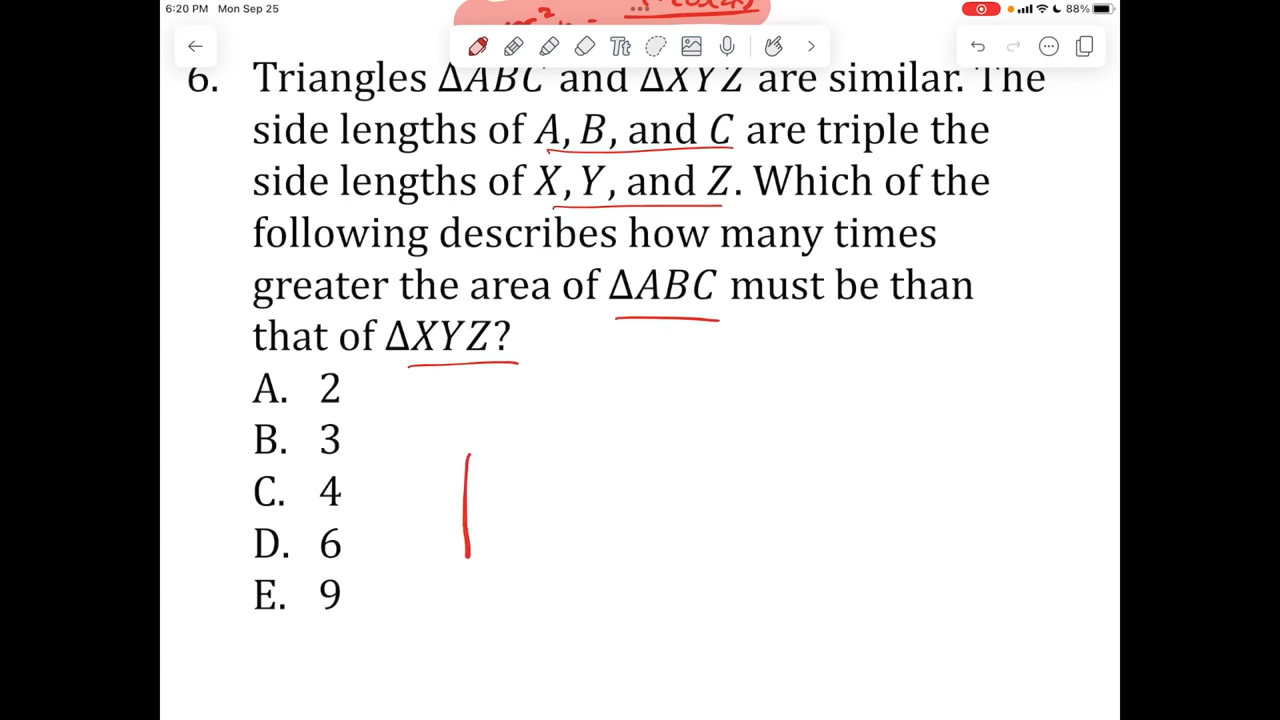 6:20 PM Mon Sep 25
88%
Tt
6. Triangles ΔABC and ΔXYZ are similar. The
side lengths of A, B, and C are triple the
side lengths of X, Y, and Z. Which of the
following describes how many times
greater the area of ΔABC must be than
that of ΔXYZ?
A. 2
B. 3
C. 4
D. 6
E. 9